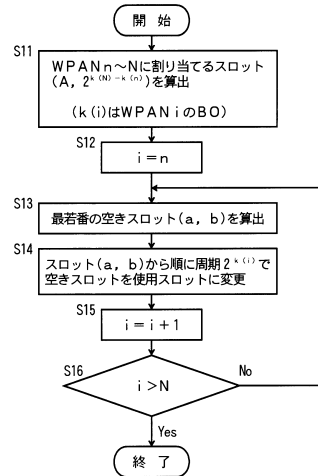 開 始
S11
WPANn~Nに割り当てるスロット
(A, 2^k(N)-k(n))を算出
(k(i)はWPANiのBO)
S12
i=n
S13
最若番の空きスロット(a, b)を算出
S14
スロット(a, b)から順に周期2^k(i)で
空きスロットを使用スロットに変更
S15
i=i+1
S16
i>N
No
Yes
終 了